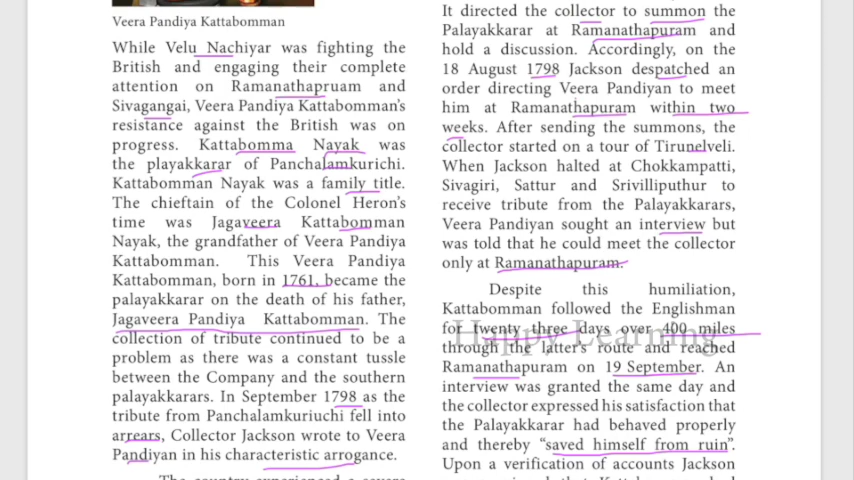 Veera Pandiya Kattabomman
While Velu Nachiyar was fighting the
British and engaging their complete
attention on Ramanathapruam and
Sivagangai, Veera Pandiya Kattabomman's
resistance against the British was on
progress. Kattabomma Nayak was
the playakkarar of Panchalamkurichi.
Kattabomman Nayak was a family title.
The chieftain of the Colonel Heron's
time was Jagaveera Kattabomman
Nayak, the grandfather of Veera Pandiya
Kattabomman. This Veera Pandiya
Kattabomman, born in 1761, became the
palayakkarar on the death of his father,
Jagaveera Pandiya Kattabomman. The
collection of tribute continued to be a
problem as there was a constant tussle
between the Company and the southern
palayakkarars. In September 1798 as the
tribute from Panchalamkuriuchi fell into
arrears, Collector Jackson wrote to Veera
Pandiyan in his characteristic arrogance.
The country experienced a severe
It directed the collector to summon the
Palayakkarar at Ramanathapuram and
hold a discussion. Accordingly, on the
18 August 1798 Jackson despatched an
order directing Veera Pandiyan to meet
him at Ramanathapuram within two
weeks. After sending the summons, the
collector started on a tour of Tirunelveli.
When Jackson halted at Chokkampatti,
Sivagiri, Sattur and Srivilliputhur to
receive tribute from the Palayakkarars,
Veera Pandiyan sought an interview but
was told that he could meet the collector
only at Ramanathapuram.
Despite this humiliation,
Kattabomman followed the Englishman
for twenty three days over 400 miles
through the latter's route and reached
Ramanathapuram on 19 September. An
interview was granted the same day and
the collector expressed his satisfaction that
the Palayakkarar had behaved properly
and thereby "saved himself from ruin".
Upon a verification of accounts Jackson
Happy Learning